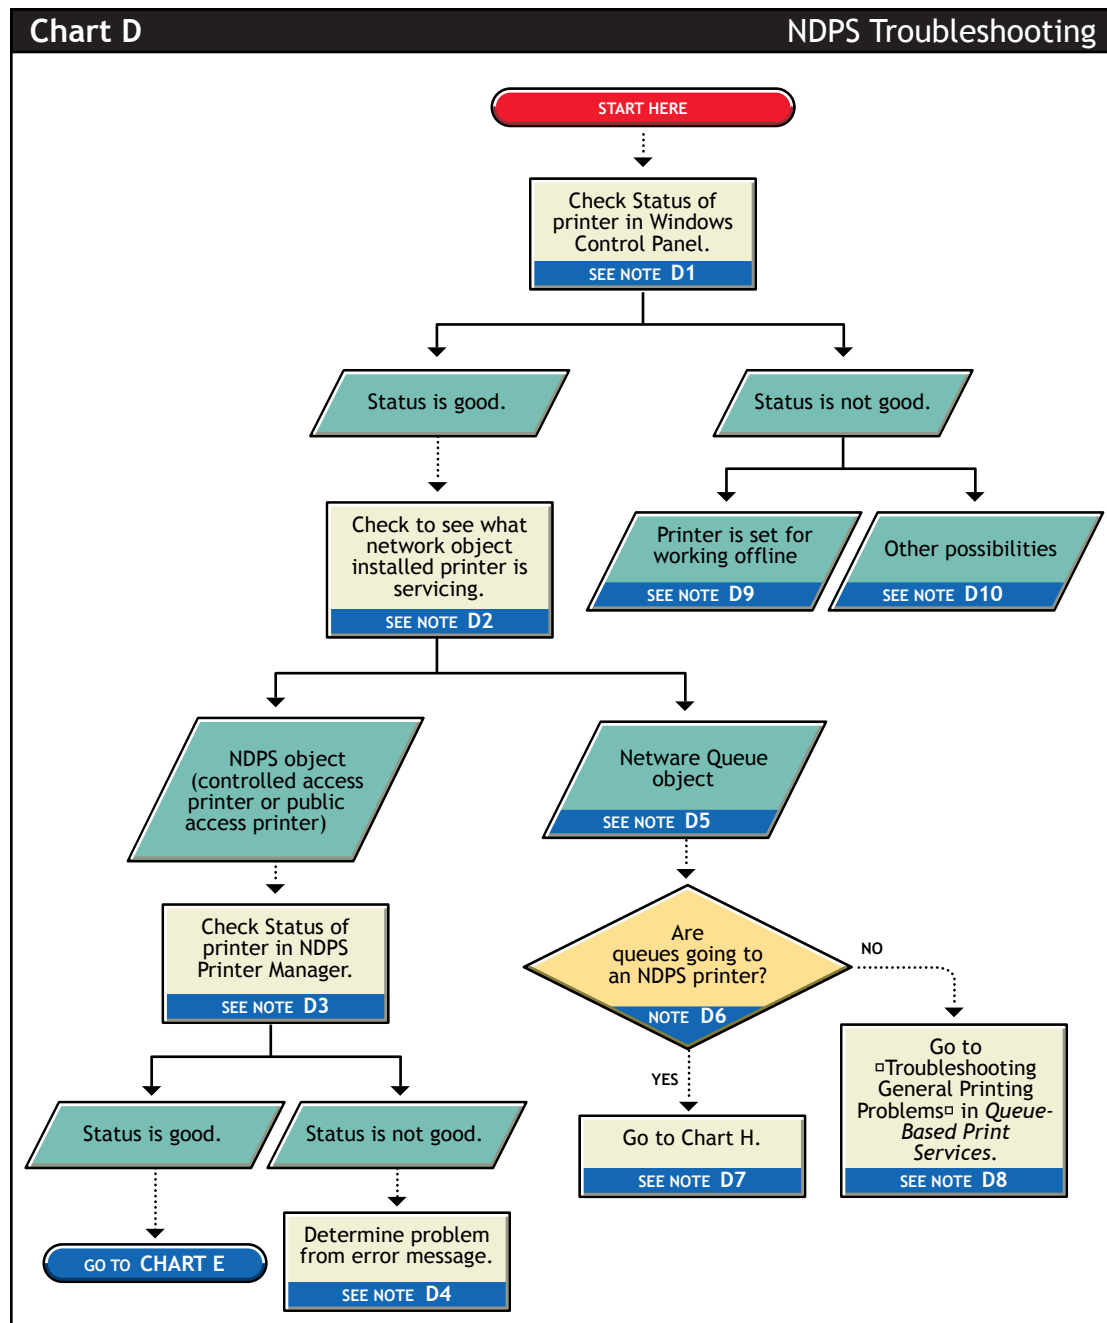 Chart D
NDPS Troubleshooting
START HERE
Check Status of
printer in Windows
Control Panel.
SEE NOTE D1
Status is good.
Status is not good.
Check to see what
network object
installed printer is
servicing.
SEE NOTE D2
Printer is set for
working offline
SEE NOTE D9
Other possibilities
SEE NOTE D10
NDPS object
(controlled access
printer or public
access printer)
Netware Queue
object
SEE NOTE D5
Check Status of
printer in NDPS
Printer Manager.
SEE NOTE D3
Are
queues going to
an NDPS printer?
NOTE D6
NO
YES
Go to
▫Troubleshooting
General Printing
Problems▫ in Queue-
Based Print
Services.
SEE NOTE D8
Status is good.
Status is not good.
Go to Chart H.
SEE NOTE D7
GO TO CHART E
Determine problem
from error message.
SEE NOTE D4